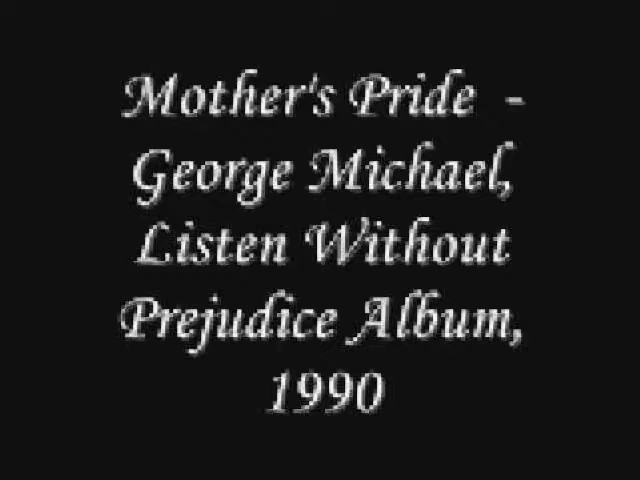 Mother's Pride -
George Michael,
Listen Without
Prejudice Album,
1990